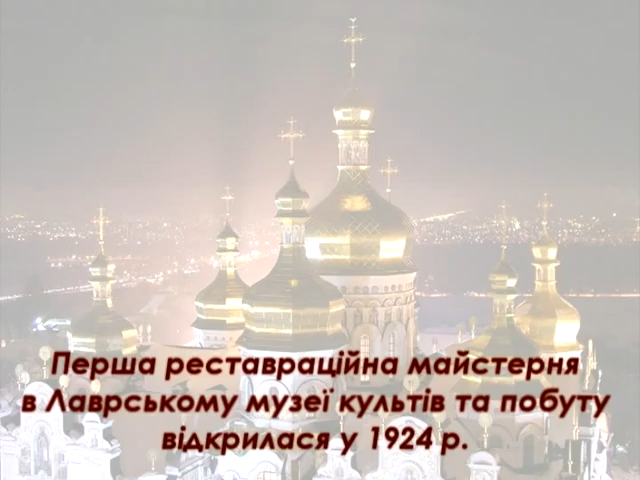 Перша реставраційна майстерня
в Лаврському музеї культів та побуту
відкрилася у 1924 р.